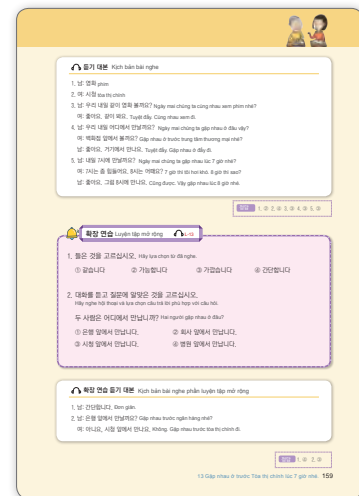 듣기 대본 Kịch bản bài nghe
1. 남: 영화 phim
2. 여: 시청 tòa thị chính
3. 남: 우리 내일 같이 영화 볼까요? Ngày mai chúng ta cùng nhau xem phim nhé?
여: 좋아요. 같이 봐요. Tuyệt đấy. Cùng nhau xem đi.
4. 남: 우리 내일 어디에서 만날까요? Ngày mai chúng ta gặp nhau ở đâu vậy?
여: 백화점 앞에서 볼까요? Gặp nhau ở trước trung tâm thương mại nhé?
남: 좋아요. 거기에서 만나요. Tuyệt đấy. Gặp nhau ở đấy đi.
5. 남: 내일 7시에 만날까요? Ngày mai chúng ta gặp nhau lúc 7 giờ nhé?
여: 7시는 좀 힘들어요. 8시는 어때요? 7 giờ thì tôi hơi khó. 8 giờ thì sao?
남: 좋아요. 그럼 8시에 만나요. Cũng được. Vậy gặp nhau lúc 8 giờ nhé.
정답
확장 연습 Luyện tập mở rộng L-13
1. 들은 것을 고르십시오. Hãy lựa chọn từ đã nghe.
① 같습니다 ② 가능합니다 ③ 가깝습니다 ④ 간단합니다
2. 대화를 듣고 질문에 알맞은 것을 고르십시오.
Hãy nghe hội thoại và lựa chọn câu trả lời phù hợp với câu hỏi.
두 사람은 어디에서 만납니까? Hai người gặp nhau ở đâu?
① 은행 앞에서 만납니다. ② 회사 앞에서 만납니다.
③ 시청 앞에서 만납니다. ④ 병원 앞에서 만납니다.
확장 연습 듣기 대본 Kịch bản bài nghe phần luyện tập mở rộng
1. 남: 간단합니다. Đơn giản.
2. 남: 은행 앞에서 만날까요? Gặp nhau trước ngân hàng nhé?
여: 아니요, 시청 앞에서 만나요. Không. Gặp nhau trước tòa thị chính đi.
정답 1. ④ 2. ③
13 Gặp nhau ở trước Tòa thị chính lúc 7 giờ nhé. 159